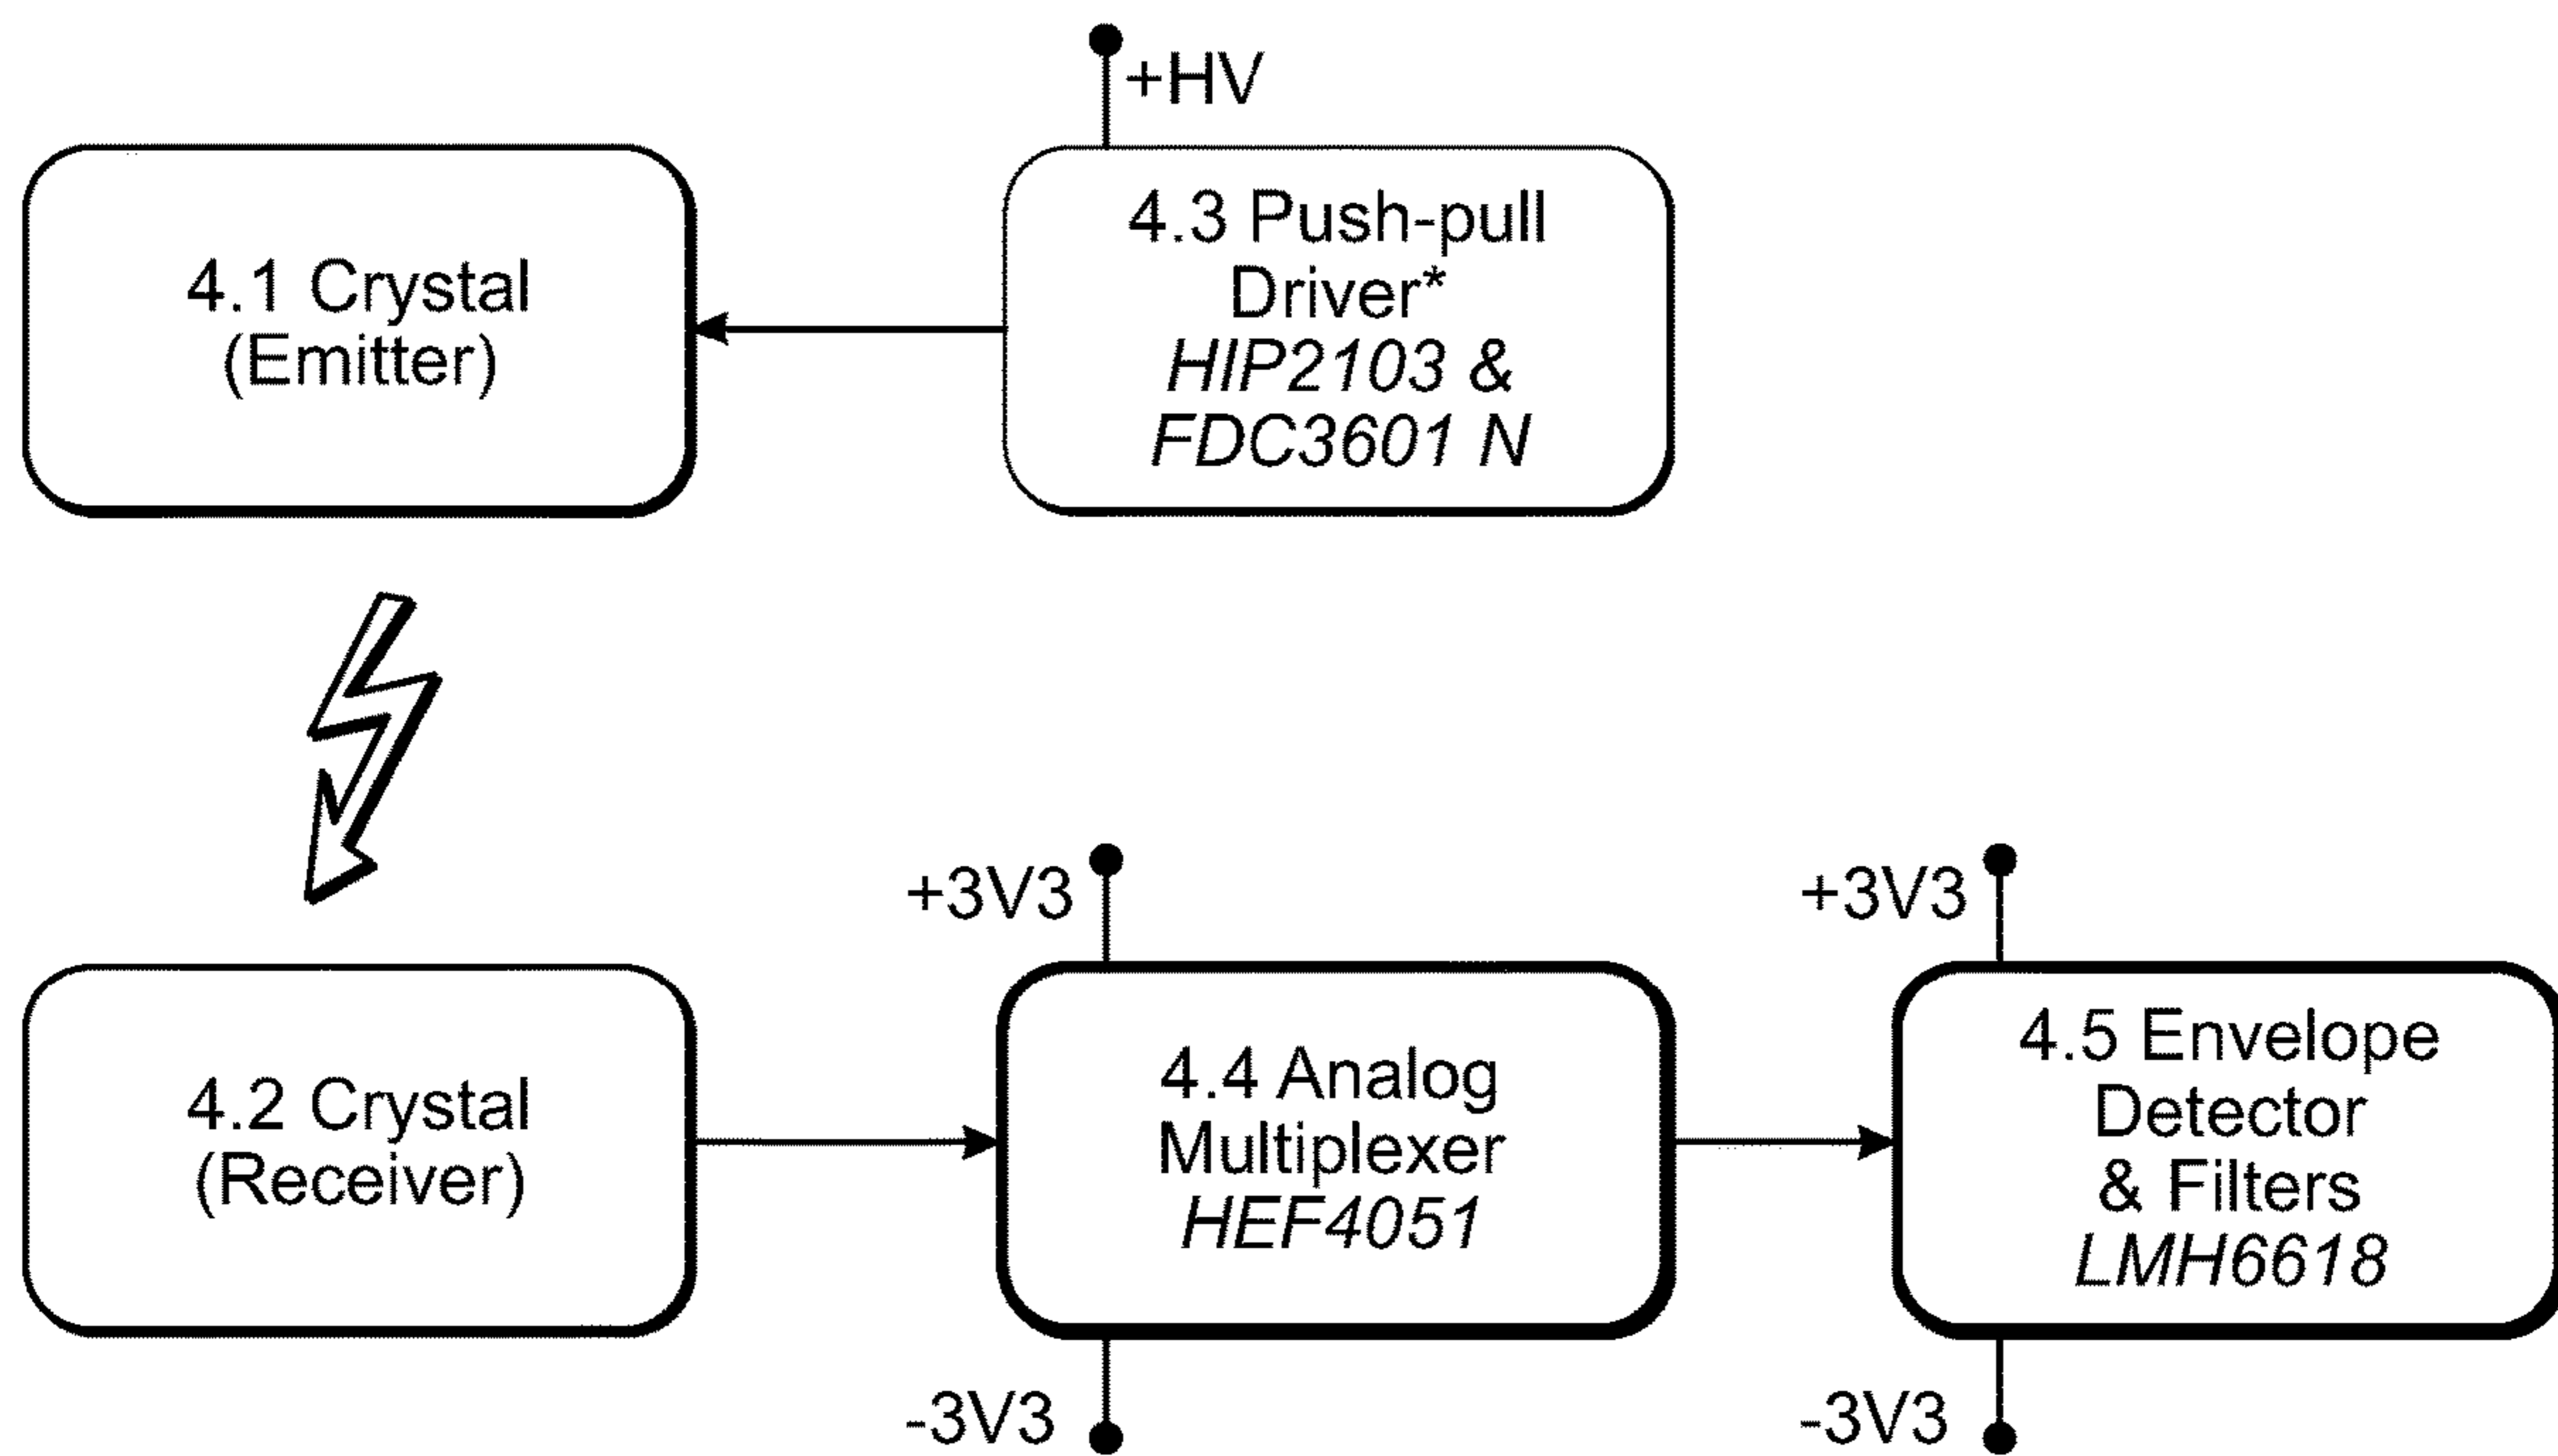 +HV
4.1 Crystal
(Emitter)
4.3 Push-pull
Driver*
HIP2103 &
FDC3601 N
+3V3
+3V3
4.2 Crystal
(Receiver)
4.4 Analog
Multiplexer
HEF4051
4.5 Envelope
Detector
& Filters
LMH6618
-3V3
-3V3